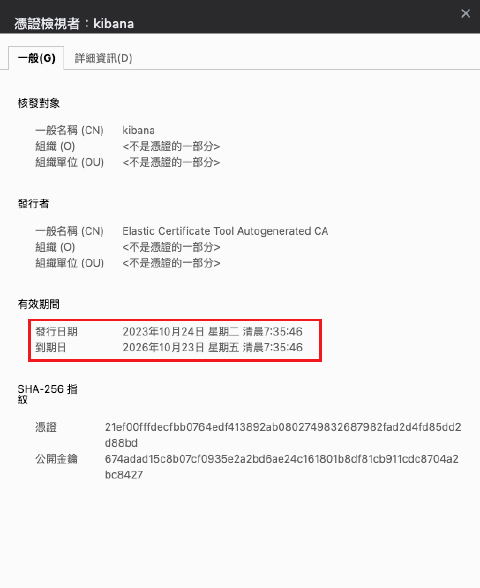 憑證檢視者：kibana
一般(G) 詳細資訊(D)
核發對象
一般名稱 (CN) kibana
組織 (O) <不是憑證的一部分>
組織單位 (OU) <不是憑證的一部分>
發行者
一般名稱 (CN) Elastic Certificate Tool Autogenerated CA
組織 (O) <不是憑證的一部分>
組織單位 (OU) <不是憑證的一部分>
有效期間
發行日期 2023年10月24日 星期二 清晨7:35:46
到期日 2026年10月23日 星期五 清晨7:35:46
SHA-256 指
紋
憑證 21ef00fffdecfbb0764edf413892ab0802749832687982fad2d4fd85dd2
d88bd
公開金鑰 674adad15c8b07cf0935e2a2bd6ae24c161801b8df81cb911cdc8704a2
bc8427